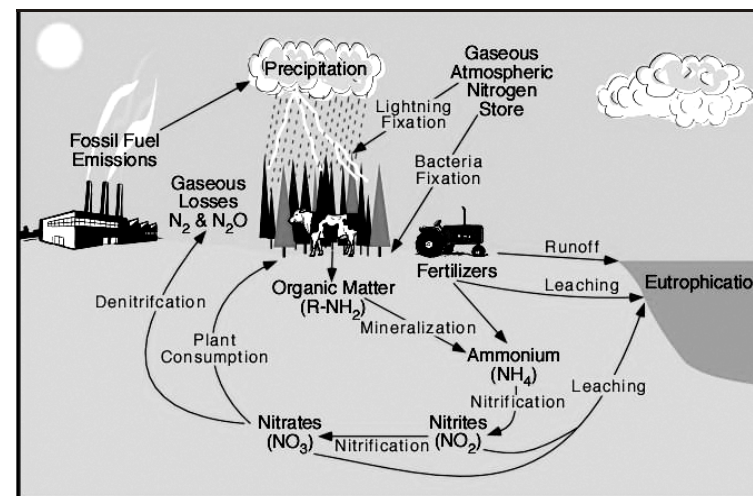 Precipitation
Gaseous
Atmospheric
Nitrogen
Store
Lightning
Fixation
Fossil Fuel
Emissions
Bacteria
Fixation
Gaseous
Losses
N₂ & N₂O
Runoff
Fertilizers
Leaching
Eutrophicatio
Organic Matter
(R-NH₂)
Denitrifcation
Mineralization
Plant
Consumption
Ammonium
(NH₄)
Leaching
Nitrification
Nitrates
(NO₃)
Nitrification
Nitrites
(NO₂)